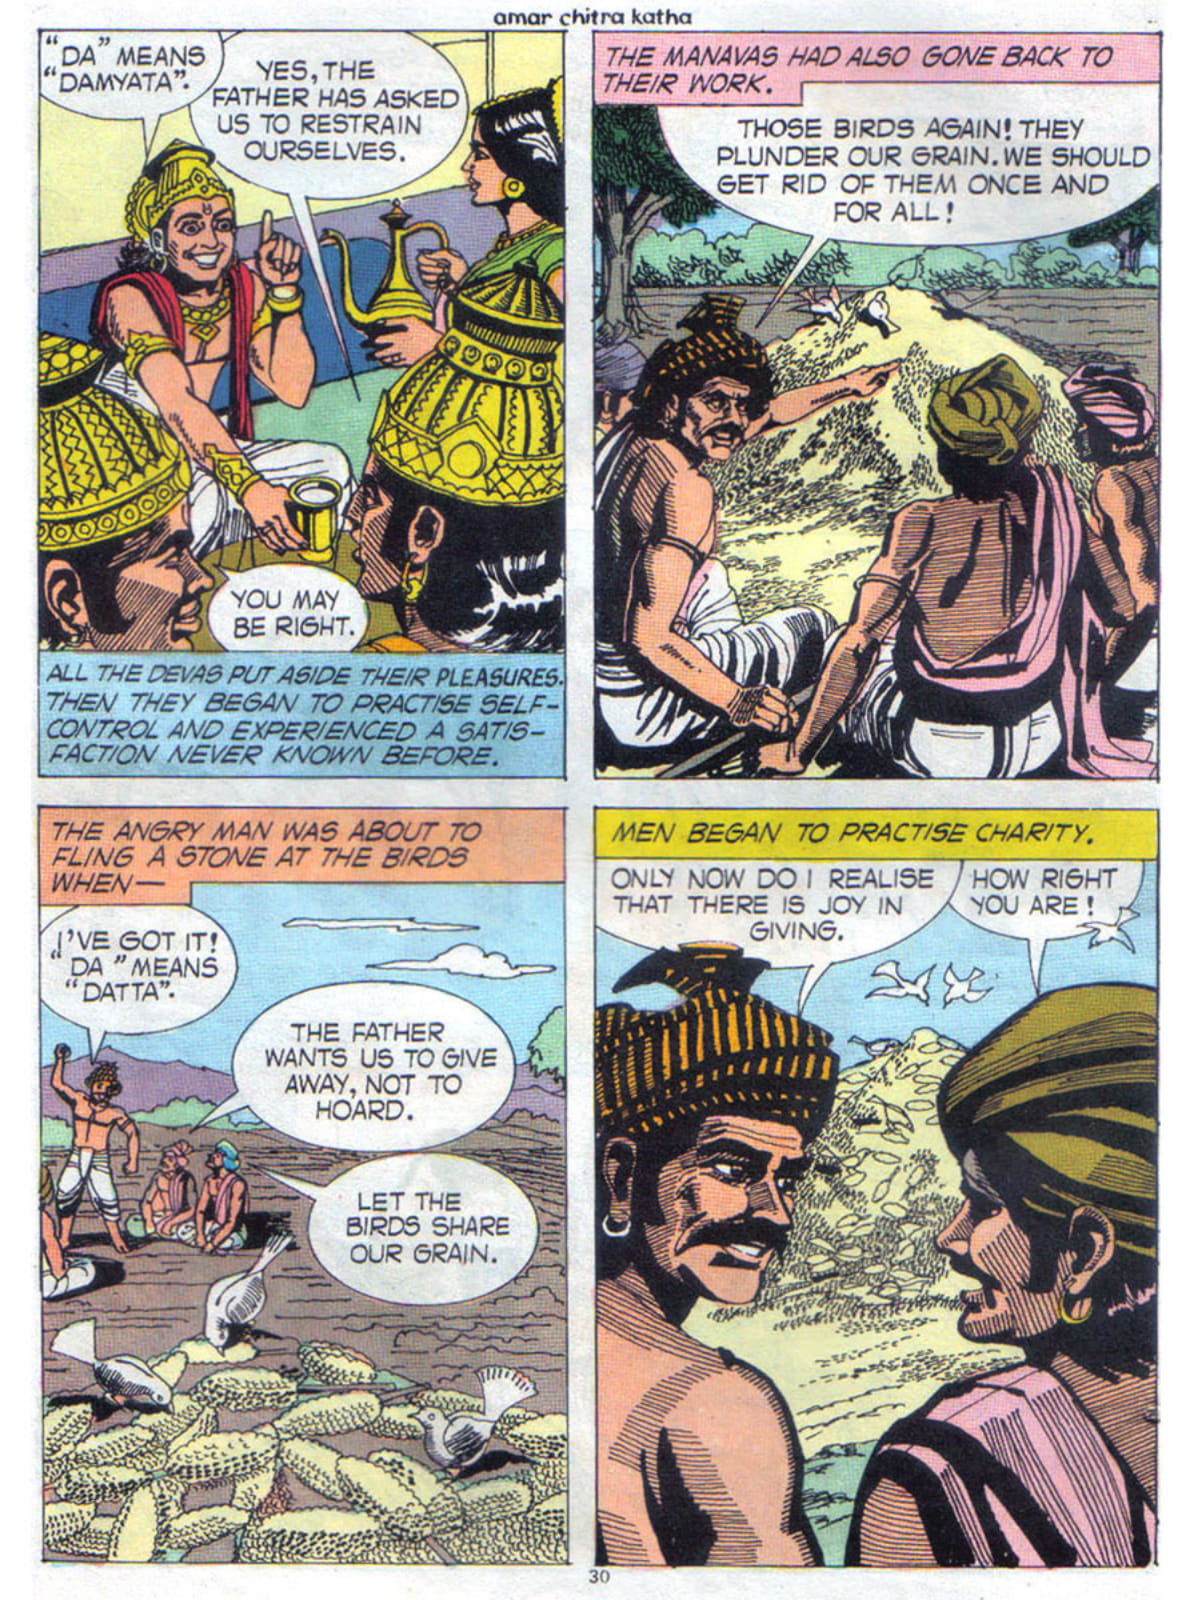 amar chitra katha
"DA" MEANS
"DAMYATA".
YES, THE
FATHER HAS ASKED
US TO RESTRAIN
OURSELVES.
YOU MAY
BE RIGHT.
ALL THE DEVAS PUT ASIDE THEIR PLEASURES.
THEN THEY BEGAN TO PRACTISE SELF-
CONTROL AND EXPERIENCED A SATIS-
FACTION NEVER KNOWN BEFORE.
THE MANAVAS HAD ALSO GONE BACK TO
THEIR WORK.
THOSE BIRDS AGAIN! THEY
PLUNDER OUR GRAIN. WE SHOULD
GET RID OF THEM ONCE AND
FOR ALL!
THE ANGRY MAN WAS ABOUT TO
FLING A STONE AT THE BIRDS
WHEN—
I'VE GOT IT!
"DA" MEANS
"DATTA".
THE FATHER
WANTS US TO GIVE
AWAY, NOT TO
HOARD.
LET THE
BIRDS SHARE
OUR GRAIN.
MEN BEGAN TO PRACTISE CHARITY.
ONLY NOW DO I REALISE
THAT THERE IS JOY IN
GIVING.
HOW RIGHT
YOU ARE!
30